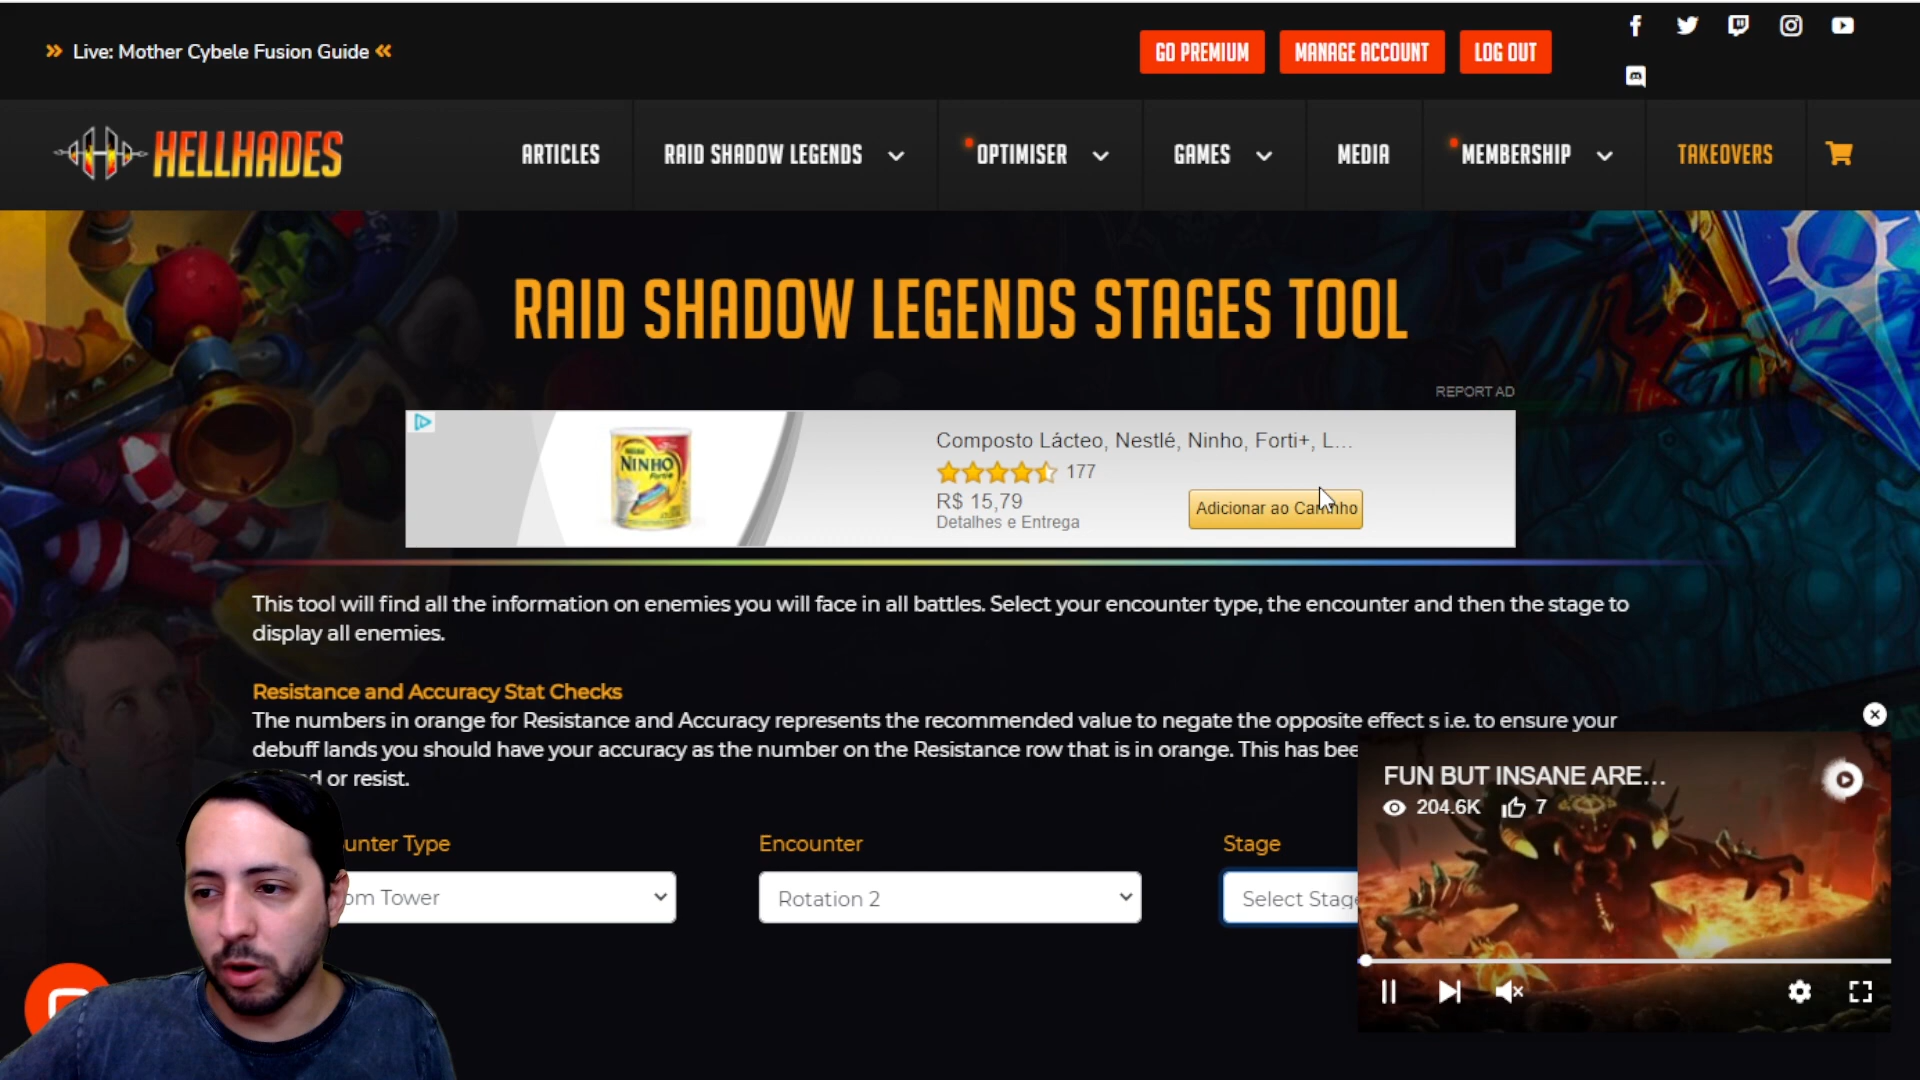 Live: Mother Cybele Fusion Guide
GO PREMIUM
MANAGE ACCOUNT
LOG OUT
HELLHADES
ARTICLES
RAID SHADOW LEGENDS
OPTIMISER
GAMES
MEDIA
MEMBERSHIP
TAKEOVERS
RAID SHADOW LEGENDS STAGES TOOL
REPORT AD
NINHO
Composto Lácteo, Nestlé, Ninho, Forti+, L...
177
R$ 15,79
Detalhes e Entrega
Adicionar ao Carrinho
This tool will find all the information on enemies you will face in all battles. Select your encounter type, the encounter and then the stage to
display all enemies.
Resistance and Accuracy Stat Checks
The numbers in orange for Resistance and Accuracy represents the recommended value to negate the opposite effect s i.e. to ensure your
debuff lands you should have your accuracy as the number on the Resistance row that is in orange. This has bee
d or resist.
FUN BUT INSANE ARE...
204.6K 7
unter Type
Encounter
Stage
om Tower
Rotation 2
Select Stag